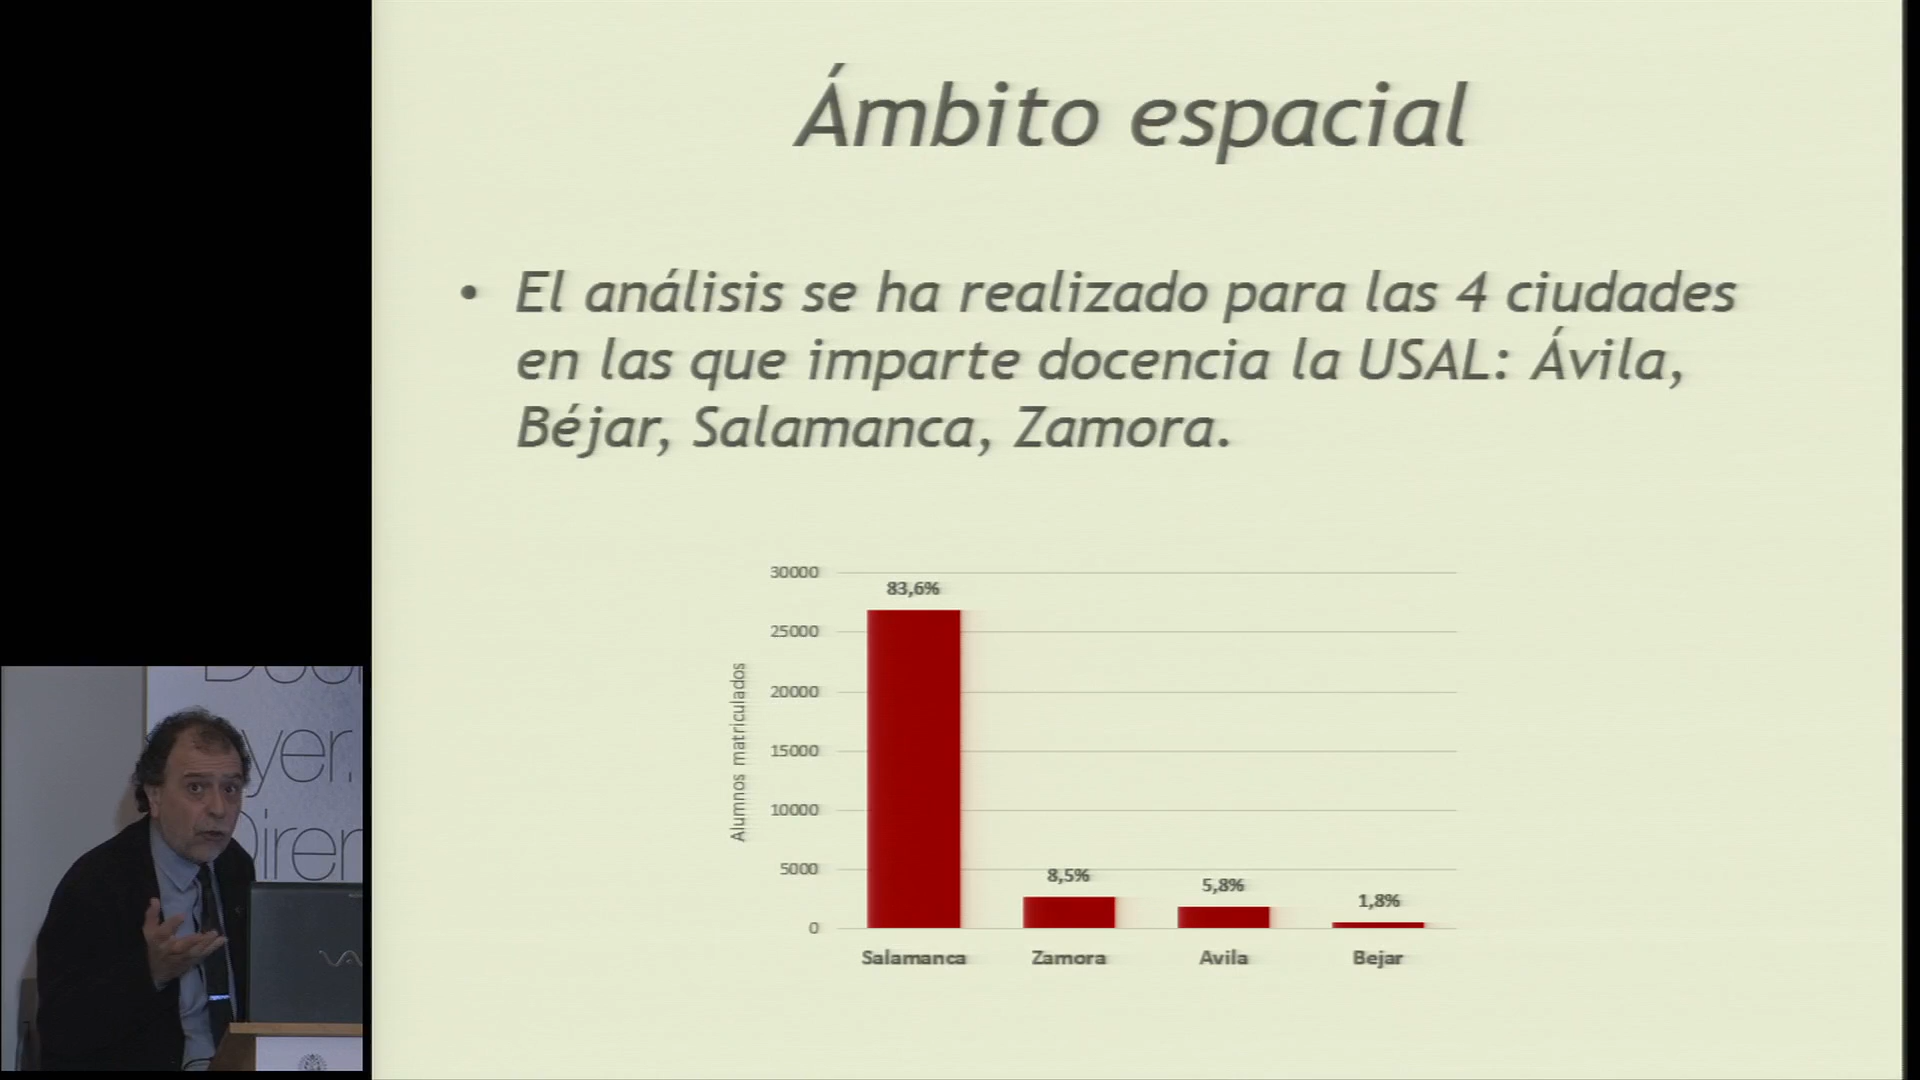 Ámbito espacial
• El análisis se ha realizado para las 4 ciudades
en las que imparte docencia la USAL: Ávila,
Béjar, Salamanca, Zamora.
Alumnos matriculados
30000
25000
20000
15000
10000
5000
0
83,6%
8,5%
5,8%
1,8%
Salamanca
Zamora
Avila
Bejar